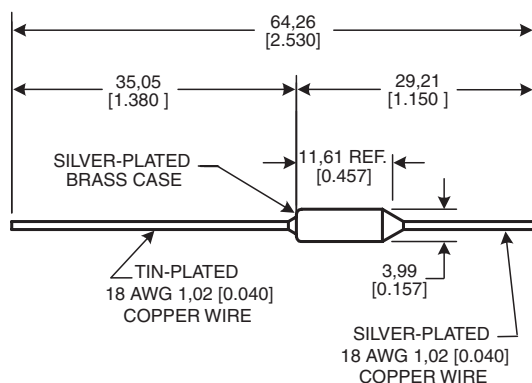 64,26
[2.530]
35,05
[1.380 ]
29,21
[1.150]
SILVER-PLATED
BRASS CASE
11,61 REF.
[0.457]
TIN-PLATED
18 AWG 1,02 [0.040]
COPPER WIRE
3,99
[0.157]
SILVER-PLATED
18 AWG 1,02 [0.040]
COPPER WIRE